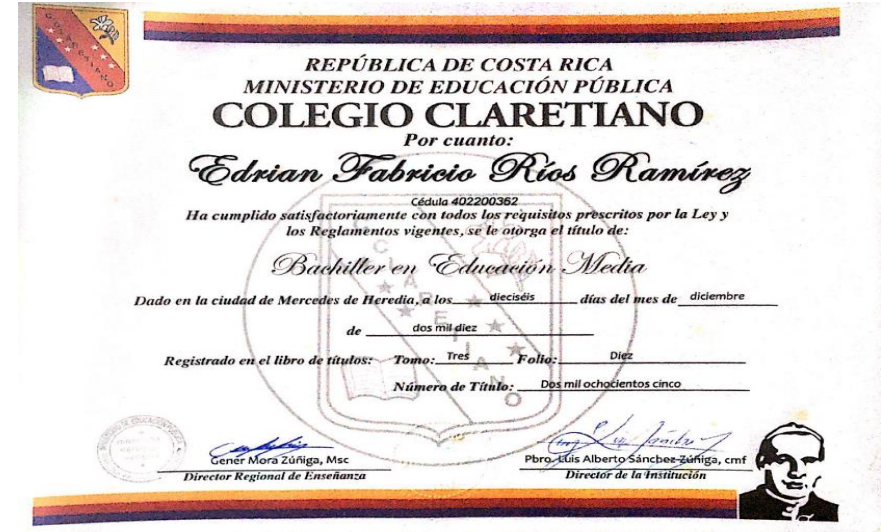 COLEGIO CLARETIANO
REPÚBLICA DE COSTA RICA
MINISTERIO DE EDUCACIÓN PÚBLICA
COLEGIO CLARETIANO
Por cuanto:
Edrian Fabricio Ríos Ramírez
Cédula 402200362
Ha cumplido satisfactoriamente con todos los requisitos prescritos por la Ley y
los Reglamentos vigentes, se le otorga el título de:
Bachiller en Educación Media
Dado en la ciudad de Mercedes de Heredia, a los dieciséis días del mes de diciembre
de dos mil diez
Registrado en el libro de títulos: Tomo: Tres Folio: Diez
Número de Título: Dos mil ochocientos cinco
CLARETIANO
Gener Mora Zúñiga, Msc
Director Regional de Enseñanza
Pbro. Luis Alberto Sánchez Zúñiga, cmf
Director de la Institución